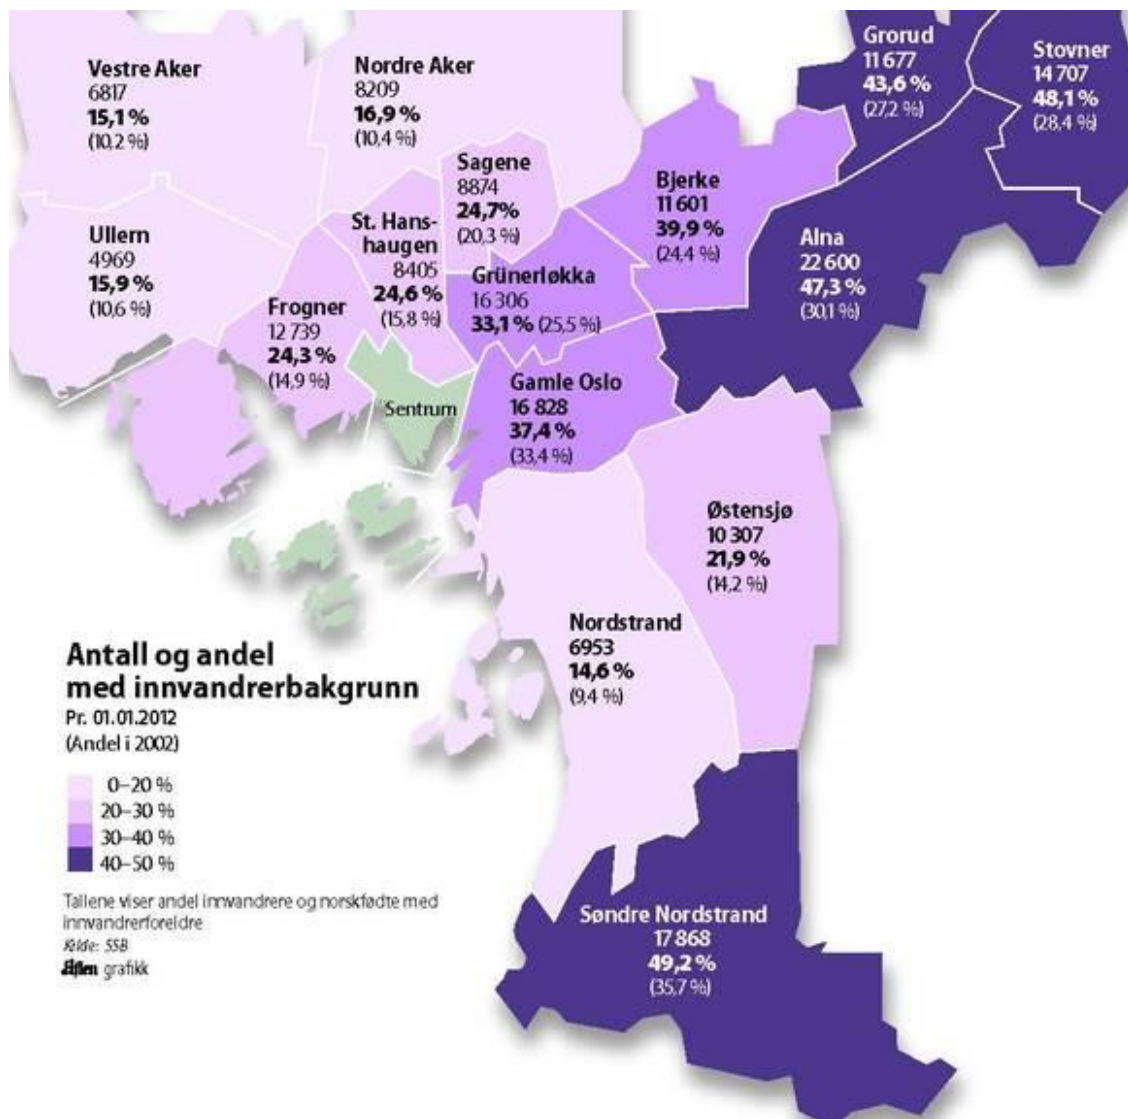 Vestre Aker
6817
15,1 %
(10,2 %)
Nordre Aker
8209
16,9 %
(10,4 %)
Grorud
11 677
43,6 %
(27,2 %)
Stovner
14 707
48,1 %
(28,4 %)
Sagene
8874
24,7%
(20,3 %)
Bjerke
11 601
39,9 %
(24,4 %)
Ullern
4969
15,9 %
(10,6 %)
St. Hans-
haugen
8405
24,6 %
(15,8 %)
Alna
22 600
47,3 %
(30,1 %)
Grünerløkka
16 306
33,1 % (25,5 %)
Frogner
12 739
24,3 %
(14,9 %)
Sentrum
Gamle Oslo
16 828
37,4 %
(33,4 %)
Østensjø
10 307
21,9 %
(14,2 %)
Nordstrand
6953
14,6 %
(9,4 %)
Antall og andel
med innvandrerbakgrunn
Pr. 01.01.2012
(Andel i 2002)
0–20 %
20–30 %
30–40 %
40–50 %
Tallene viser andel innvandrere og norskfødte med
innvandrerforeldre
Kilde: SSB
grafikk
Søndre Nordstrand
17 868
49,2 %
(35,7 %)